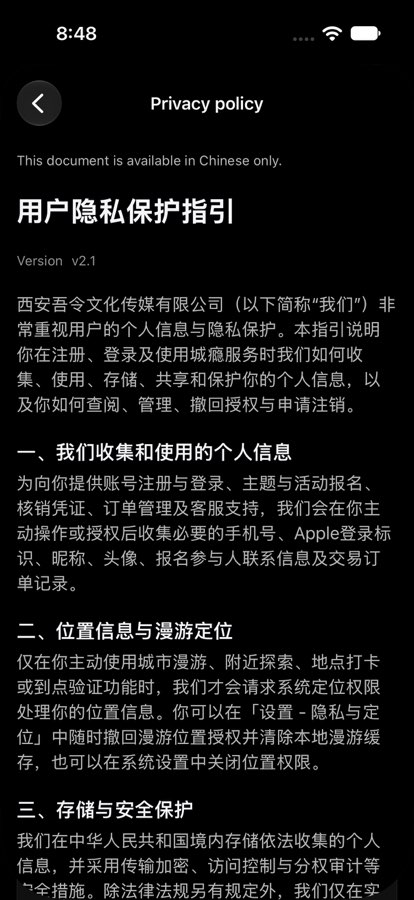 8:48
Privacy policy
This document is available in Chinese only.
用户隐私保护指引
Version v2.1
西安吾令文化传媒有限公司（以下简称“我们”）非
常重视用户的个人信息与隐私保护。本指引说明
你在注册、登录及使用城瘾服务时我们如何收
集、使用、存储、共享和保护你的个人信息，以
及你如何查阅、管理、撤回授权与申请注销。
一、我们收集和使用的个人信息
为向你提供账号注册与登录、主题与活动报名、
核销凭证、订单管理及客服支持，我们会在你主
动操作或授权后收集必要的手机号、Apple登录标
识、昵称、头像、报名参与人联系信息及交易订
单记录。
二、位置信息与漫游定位
仅在你主动使用城市漫游、附近探索、地点打卡
或到点验证功能时，我们才会请求系统定位权限
处理你的位置信息。你可以在「设置 - 隐私与定
位」中随时撤回漫游位置授权并清除本地漫游缓
存，也可以在系统设置中关闭位置权限。
三、存储与安全保护
我们在中华人民共和国境内存储依法收集的个人
信息，并采用传输加密、访问控制与分权审计等
安全措施。除法律法规另有规定外，我们仅在实